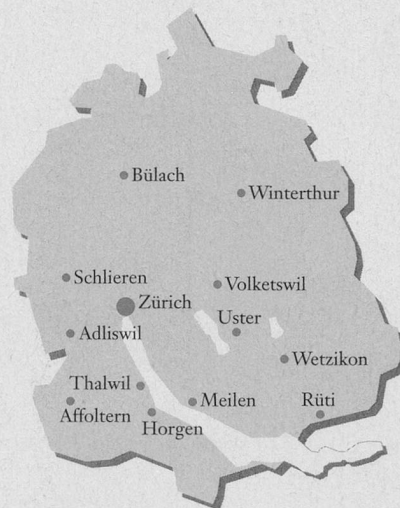 Bülach
Winterthur
Schlieren
Volketswil
Zürich
Uster
Adliswil
Wetzikon
Thalwil
Affoltern
Meilen
Rüti
Horgen